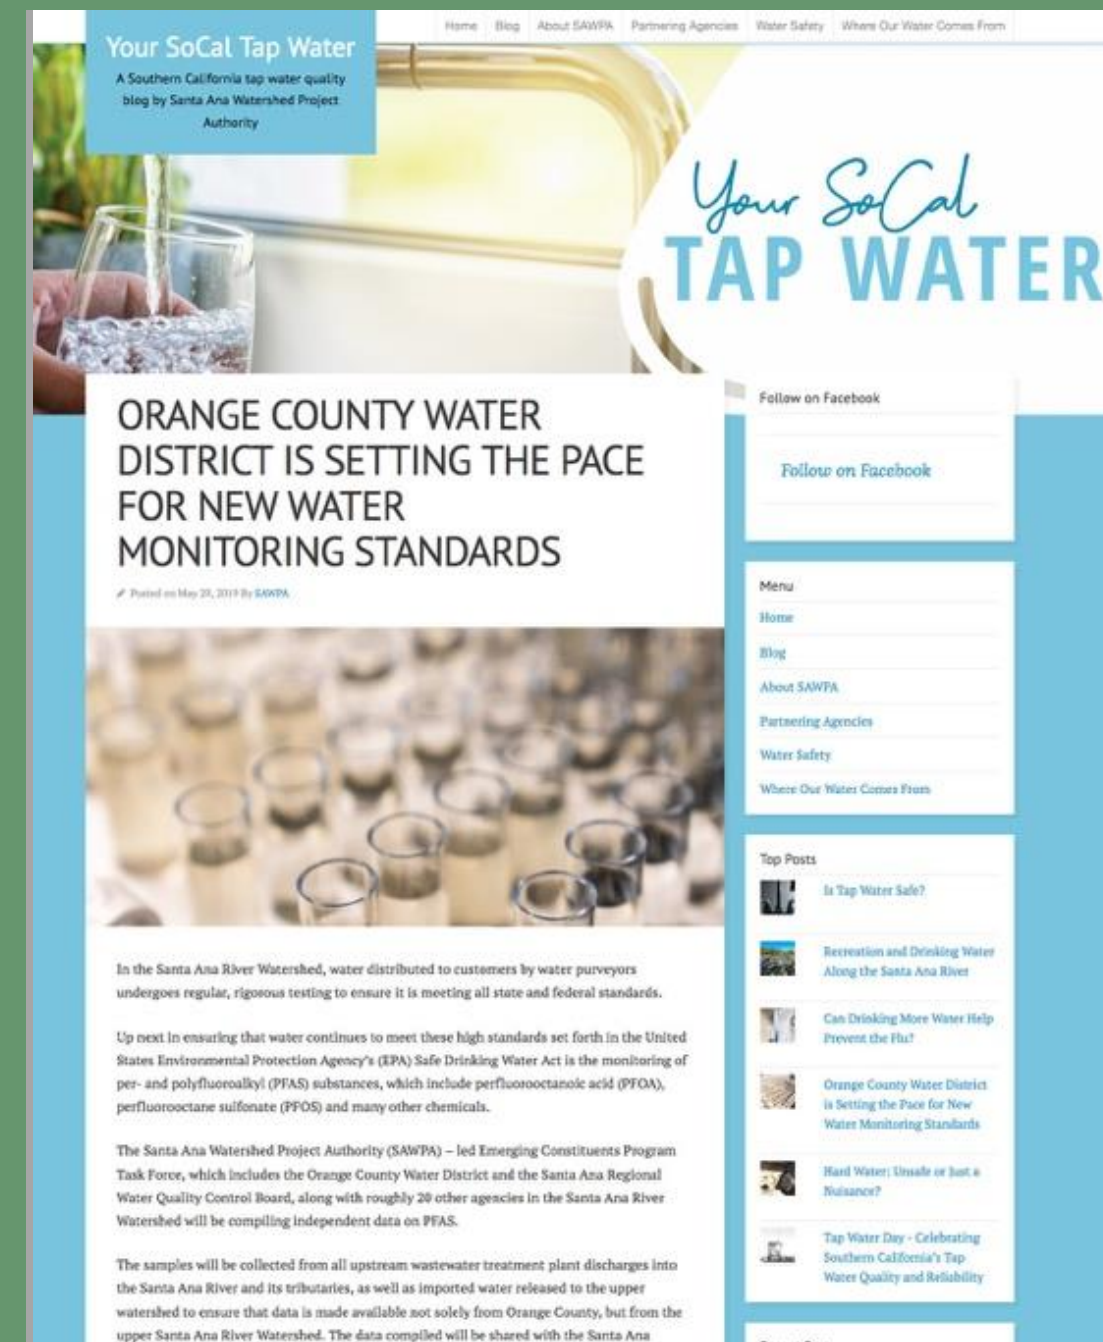 Home Blog About SAWPA Partnering Agencies Water Safety Where Our Water Comes From
Your SoCal Tap Water
A Southern California tap water quality
blog by Santa Ana Watershed Project
Authority
Your SoCal
TAP WATER
ORANGE COUNTY WATER
DISTRICT IS SETTING THE PACE
FOR NEW WATER
MONITORING STANDARDS
Posted on May 20, 2019 By SAWPA
In the Santa Ana River Watershed, water distributed to customers by water purveyors
undergoes regular, rigorous testing to ensure it is meeting all state and federal standards.
Up next in ensuring that water continues to meet these high standards set forth in the United
States Environmental Protection Agency's (EPA) Safe Drinking Water Act is the monitoring of
per- and polyfluoroalkyl (PFAS) substances, which include perfluorooctanoic acid (PFOA),
perfluorooctane sulfonate (PFOS) and many other chemicals.
The Santa Ana Watershed Project Authority (SAWPA) – led Emerging Constituents Program
Task Force, which includes the Orange County Water District and the Santa Ana Regional
Water Quality Control Board, along with roughly 20 other agencies in the Santa Ana River
Watershed will be compiling independent data on PFAS.
The samples will be collected from all upstream wastewater treatment plant discharges into
the Santa Ana River and its tributaries, as well as imported water released to the upper
watershed to ensure that data is made available not solely from Orange County, but from the
upper Santa Ana River Watershed. The data compiled will be shared with the Santa Ana
Follow on Facebook
Follow on Facebook
Menu
Home
Blog
About SAWPA
Partnering Agencies
Water Safety
Where Our Water Comes From
Top Posts
Is Tap Water Safe?
Recreation and Drinking Water
Along the Santa Ana River
Can Drinking More Water Help
Prevent the Flu?
Orange County Water District
is Setting the Pace for New
Water Monitoring Standards
Hard Water: Unsafe or Just a
Nuisance?
Tap Water Day - Celebrating
Southern California's Tap
Water Quality and Reliability